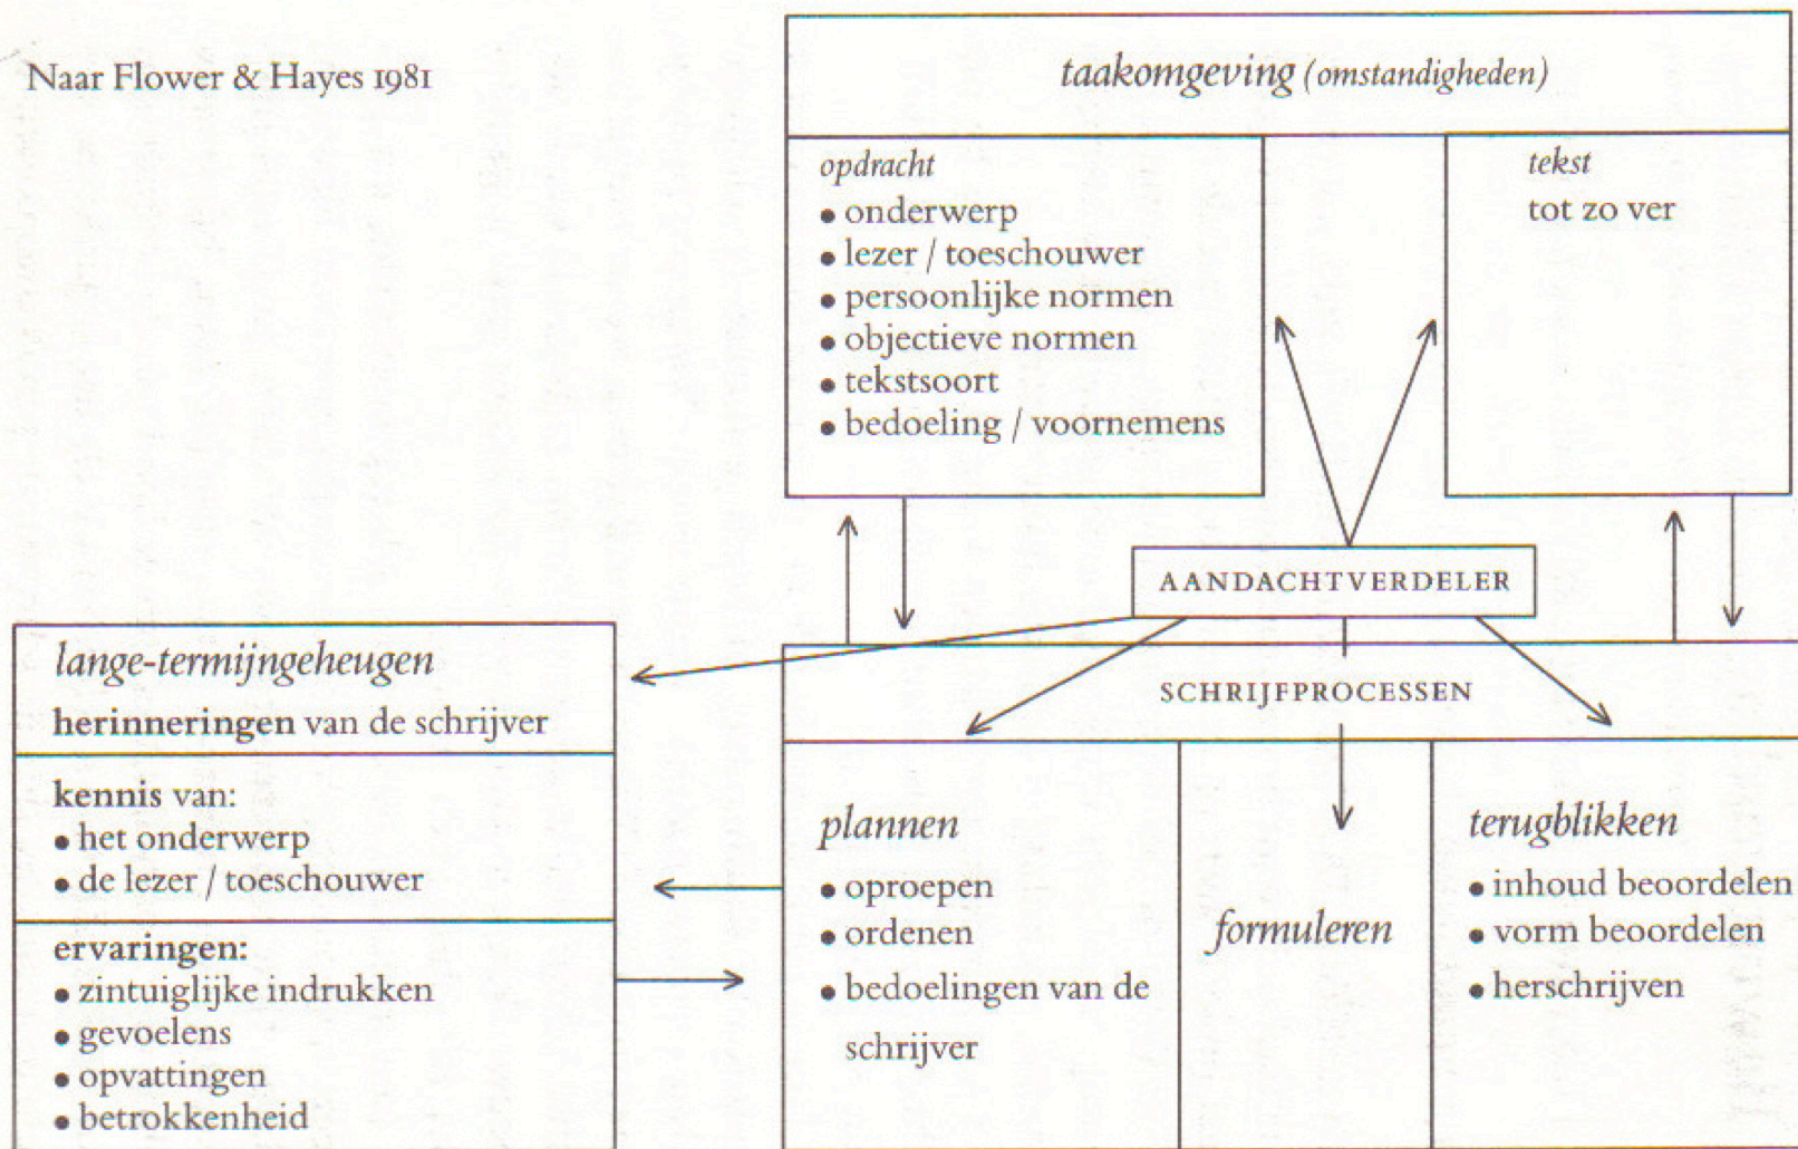 Naar Flower & Hayes 1981
taakomgeving (omstandigheden)
opdracht
• onderwerp
• lezer / toeschouwer
• persoonlijke normen
• objectieve normen
• tekstsoort
• bedoeling / voornemens
tekst
tot zo ver
AANDACHTVERDELER
lange-termijngeheugen
herinneringen van de schrijver
kennis van:
• het onderwerp
• de lezer / toeschouwer
ervaringen:
• zintuiglijke indrukken
• gevoelens
• opvattingen
• betrokkenheid
SCHRIJFPROCESSEN
plannen
• oproepen
• ordenen
• bedoelingen van de
schrijver
formuleren
terugblikken
• inhoud beoordelen
• vorm beoordelen
• herschrijven